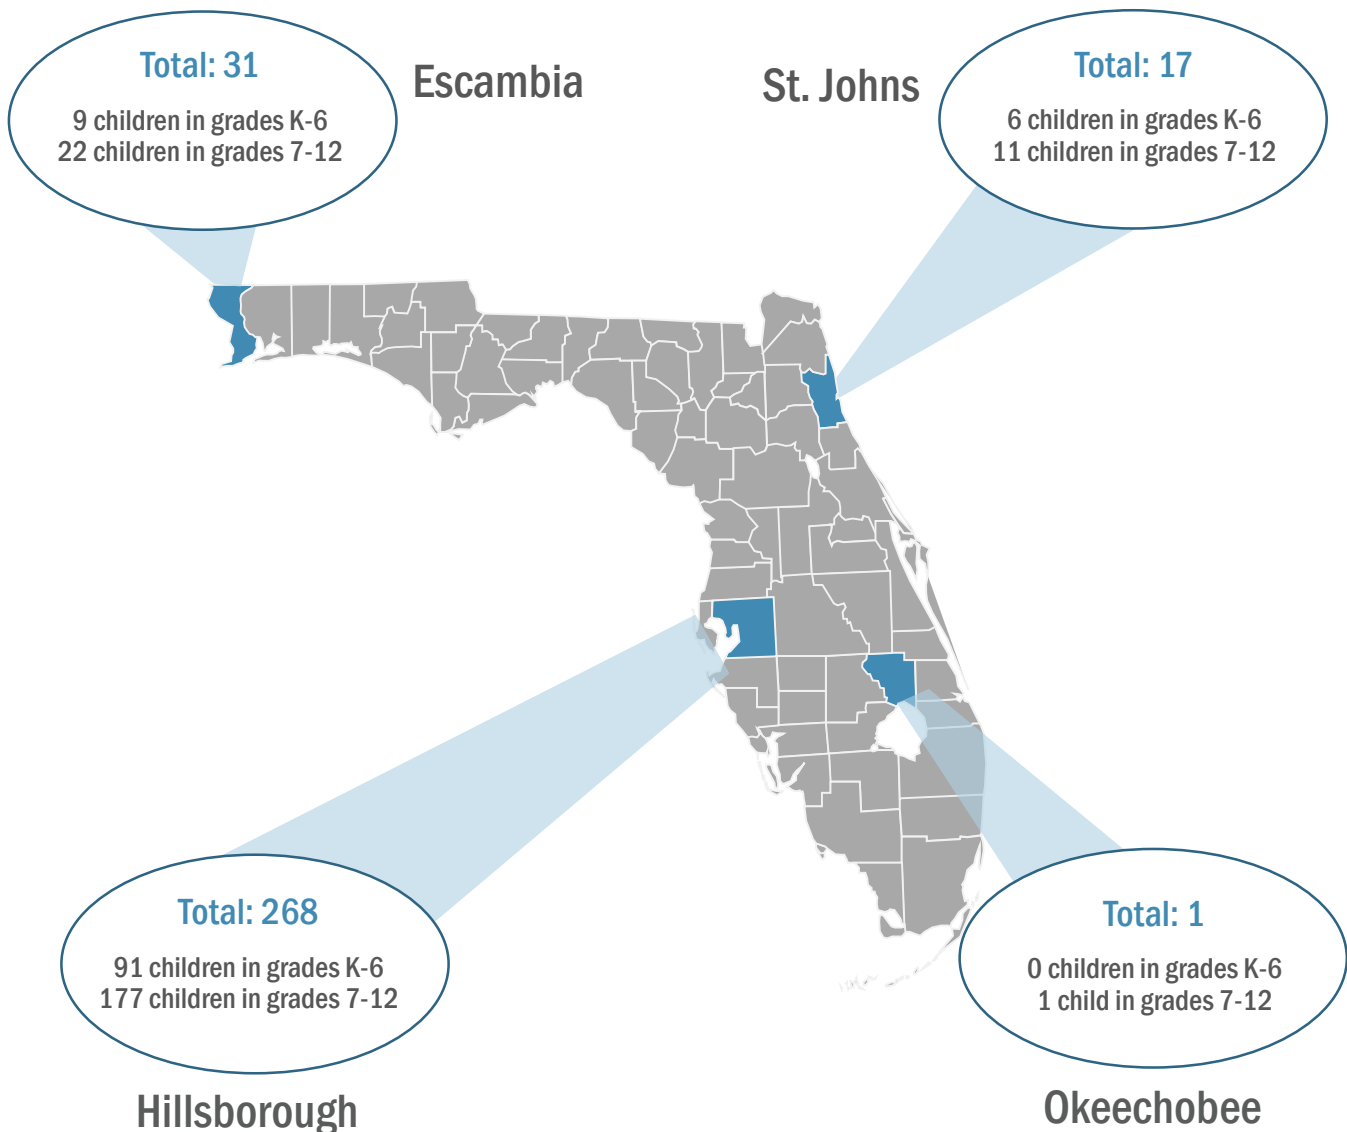 Escambia
Total: 31
9 children in grades K-6
22 children in grades 7-12
St. Johns
Total: 17
6 children in grades K-6
11 children in grades 7-12
Total: 268
91 children in grades K-6
177 children in grades 7-12
Hillsborough
Total: 1
0 children in grades K-6
1 child in grades 7-12
Okeechobee